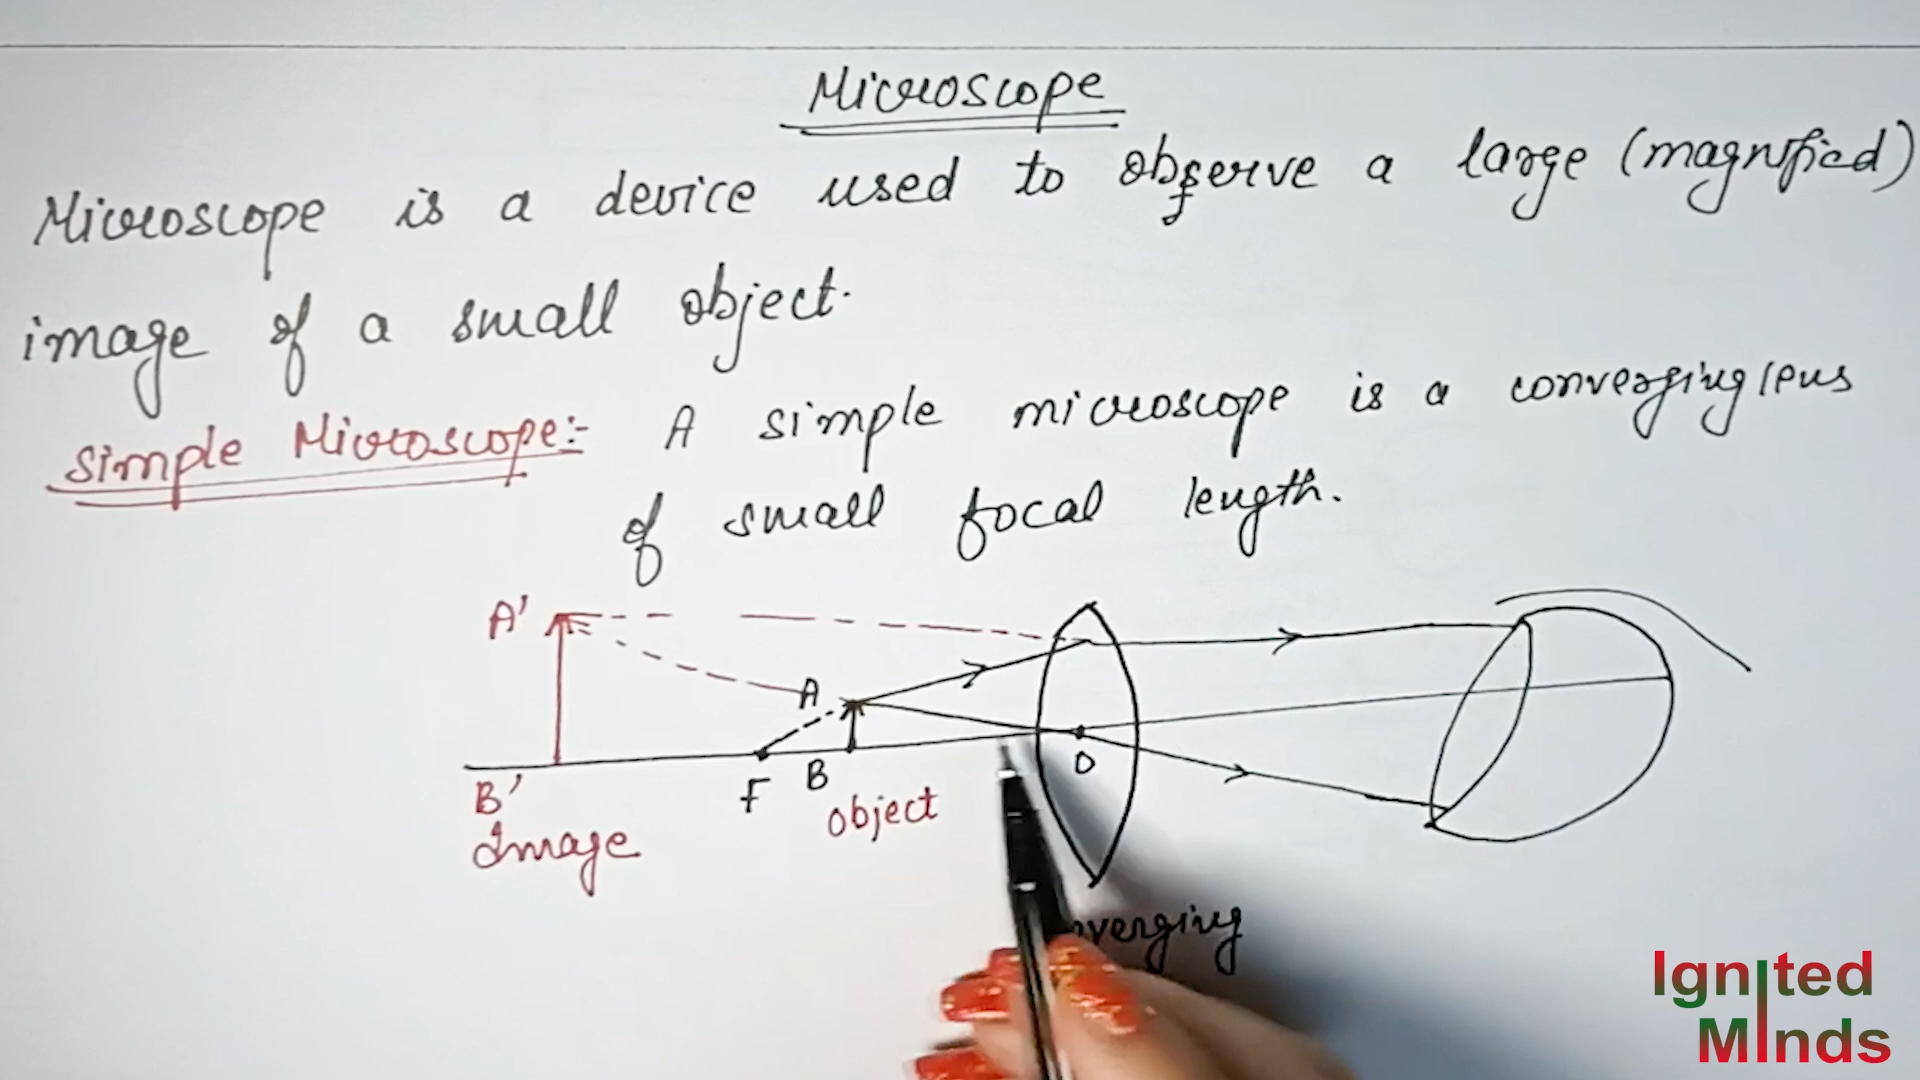 Microscope
Microscope is a device used to observe a large (magnified)
image of a small object.
Simple Microscope:- A simple microscope is a converging lens
of small focal length.
A'
A
B'
F
B
O
object
Image
verging
Ignited
Minds